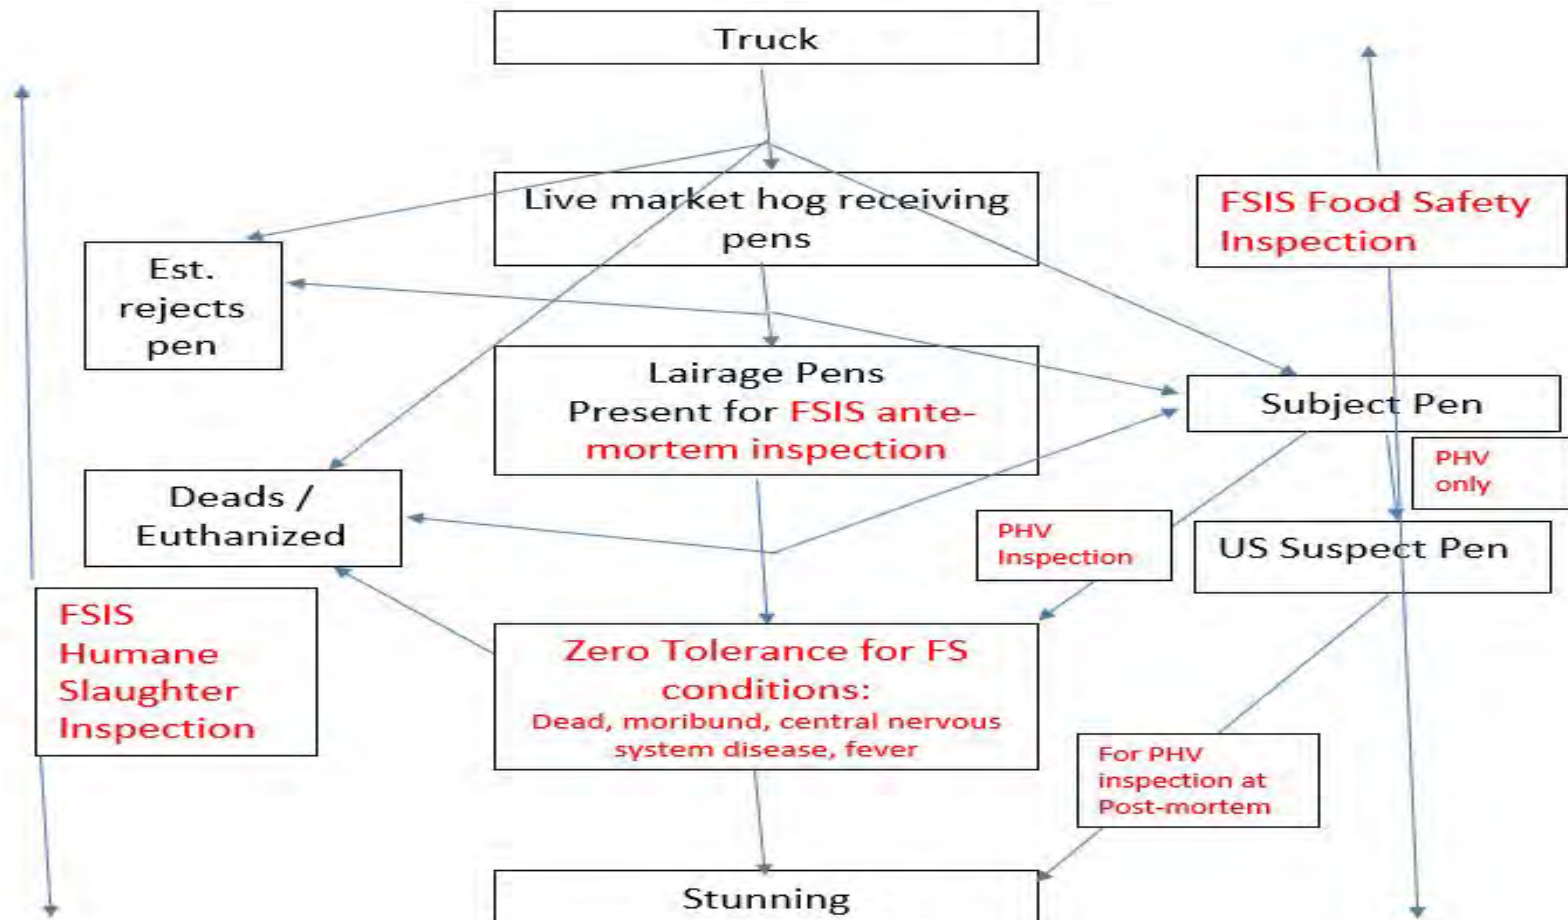 Truck
Live market hog receiving
pens
FSIS Food Safety
Inspection
Est.
rejects
pen
Lairage Pens
Present for FSIS ante-
mortem inspection
Subject Pen
PHV
only
Deads /
Euthanized
PHV
Inspection
US Suspect Pen
FSIS
Humane
Slaughter
Inspection
Zero Tolerance for FS
conditions:
Dead, moribund, central nervous
system disease, fever
For PHV
inspection at
Post-mortem
Stunning